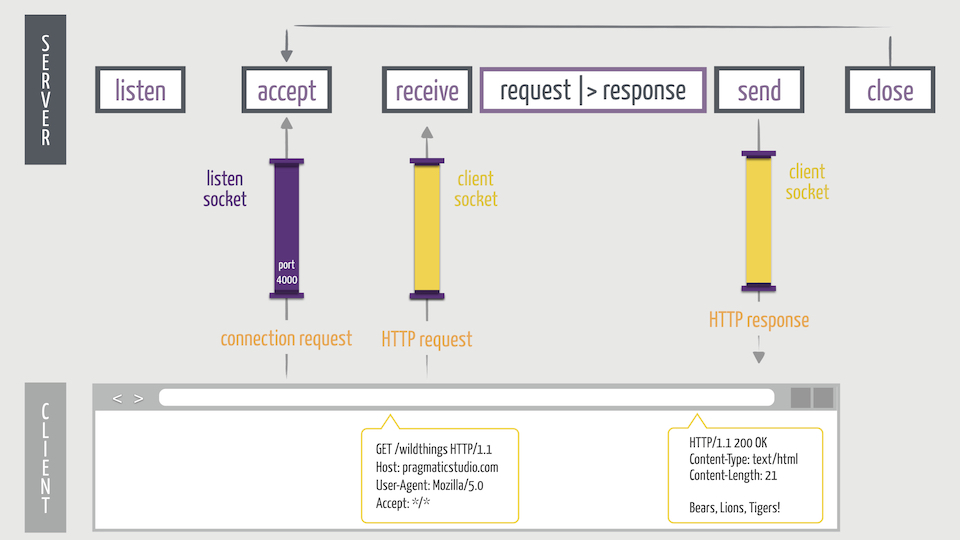 SERVER
listen
accept
receive
request |> response
send
close
listen
socket
client
socket
client
socket
port
4000
connection request
HTTP request
HTTP response
CLIENT
< >
GET /wildthings HTTP/1.1
Host: pragmaticstudio.com
User-Agent: Mozilla/5.0
Accept: */*
HTTP/1.1 200 OK
Content-Type: text/html
Content-Length: 21
Bears, Lions, Tigers!